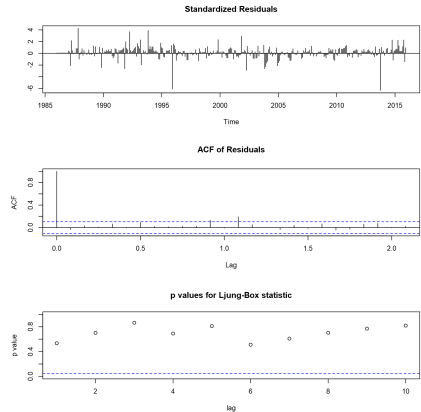 Standardized Residuals
4
2
-2
-6
1985 1990 1995 2000 2005 2010 2015
Time
ACF of Residuals
ACF
0.8
0.4
0.0
0.0 0.5 1.0 1.5 2.0
Lag
p values for Ljung-Box statistic
p value
0.8
0.4
0.0
2 4 6 8 10
lag